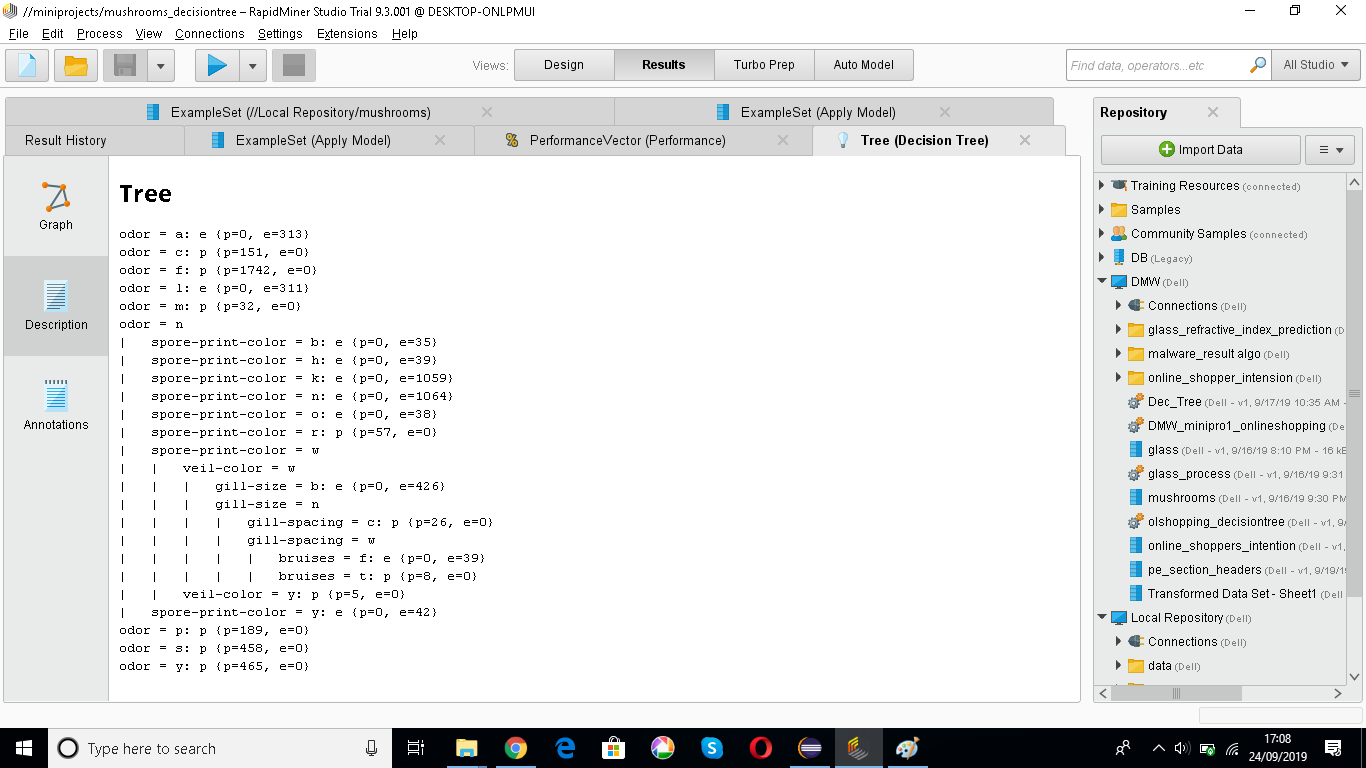 //miniprojects/mushrooms_decisiontree – RapidMiner Studio Trial 9.3.001 @ DESKTOP-ONLPMUI
File Edit Process View Connections Settings Extensions Help
Views: Design Results Turbo Prep Auto Model Find data, operators...etc All Studio
ExampleSet (//Local Repository/mushrooms) ExampleSet (Apply Model)
Result History ExampleSet (Apply Model) PerformanceVector (Performance) Tree (Decision Tree)
Graph
Description
Annotations
Tree
odor = a: e {p=0, e=313}
odor = c: p {p=151, e=0}
odor = f: p {p=1742, e=0}
odor = l: e {p=0, e=311}
odor = m: p {p=32, e=0}
odor = n
| spore-print-color = b: e {p=0, e=35}
| spore-print-color = h: e {p=0, e=39}
| spore-print-color = k: e {p=0, e=1059}
| spore-print-color = n: e {p=0, e=1064}
| spore-print-color = o: e {p=0, e=38}
| spore-print-color = r: p {p=57, e=0}
| spore-print-color = w
| | veil-color = w
| | | gill-size = b: e {p=0, e=426}
| | | gill-size = n
| | | | gill-spacing = c: p {p=26, e=0}
| | | | gill-spacing = w
| | | | | bruises = f: e {p=0, e=39}
| | | | | bruises = t: p {p=8, e=0}
| | veil-color = y: p {p=5, e=0}
| spore-print-color = y: e {p=0, e=42}
odor = p: p {p=189, e=0}
odor = s: p {p=458, e=0}
odor = y: p {p=465, e=0}
Repository
Import Data
Training Resources (connected)
Samples
Community Samples (connected)
DB (Legacy)
DMW (Dell)
Connections (Dell)
glass_refractive_index_prediction (D
malware_result algo (Dell)
online_shopper_intension (Dell)
Dec_Tree (Dell - v1, 9/17/19 10:35 AM -
DMW_minipro1_onlineshopping (De
glass (Dell - v1, 9/16/19 8:10 PM - 16 kE
glass_process (Dell - v1, 9/16/19 9:31
mushrooms (Dell - v1, 9/16/19 9:30 PM
olshopping_decisiontree (Dell - v1, 9/
online_shoppers_intention (Dell - v1,
pe_section_headers (Dell - v1, 9/19/1
Transformed Data Set - Sheet1 (Dell
Local Repository (Dell)
Connections (Dell)
data (Dell)
Type here to search
17:08
24/09/2019